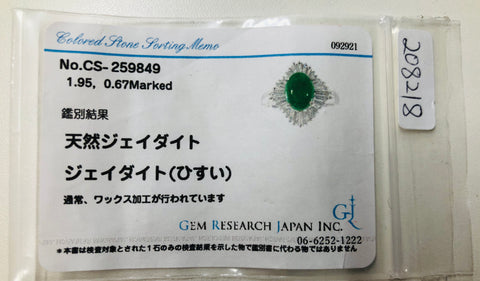 Colored Stone Sorting Memo 092921
No.CS-259849
1.95, 0.67Marked
鑑別結果
天然ジェイダイト
ジェイダイト(ひすい)
通常、ワックス加工が行われています
GEM RESEARCH JAPAN INC.
06-6252-1222
*本書は検査対象とされた1石のみの検査結果を示した物で鑑別書に代わる物ではありません。
208218